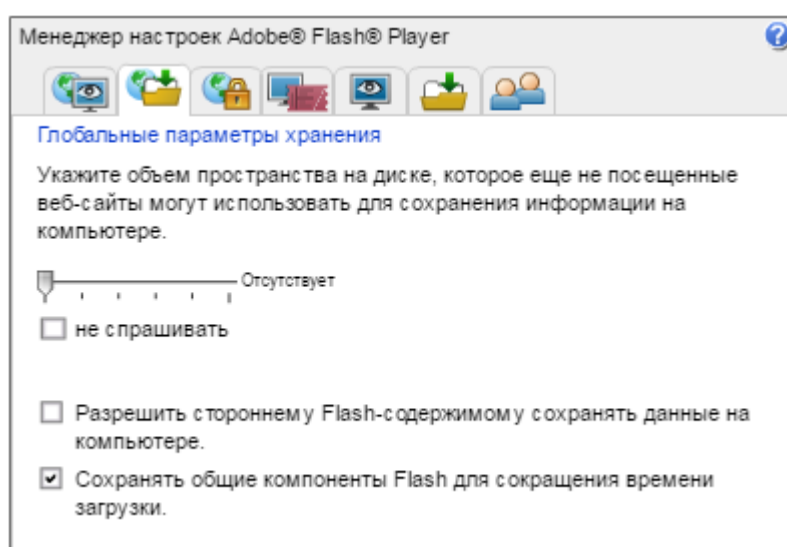 Менеджер настроек Adobe® Flash® Player
?
Глобальные параметры хранения
Укажите объем пространства на диске, которое еще не посещенные
веб-сайты могут использовать для сохранения информации на
компьютере.
Отсутствует
не спрашивать
Разрешить стороннему Flash-содержимому сохранять данные на
компьютере.
Сохранять общие компоненты Flash для сокращения времени
загрузки.